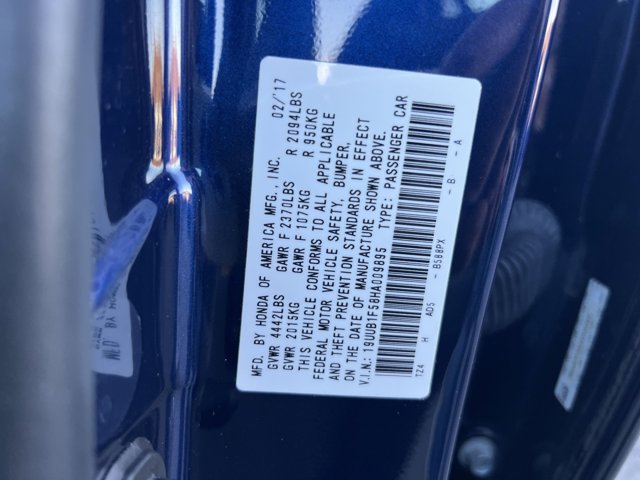 MFD. BY HONDA OF AMERICA MFG., INC. 02/'17
GVWR 4442LBS GAWR F 2370LBS R 2094LBS
GVWR 2015KG GAWR F 1075KG R 950KG
THIS VEHICLE CONFORMS TO ALL APPLICABLE
FEDERAL MOTOR VEHICLE SAFETY, BUMPER,
AND THEFT PREVENTION STANDARDS IN EFFECT
ON THE DATE OF MANUFACTURE SHOWN ABOVE.
V.I.N.: 19UUB1F58HA009895 TYPE: PASSENGER CAR
TZ4 H AD5 - B588PX - B - A